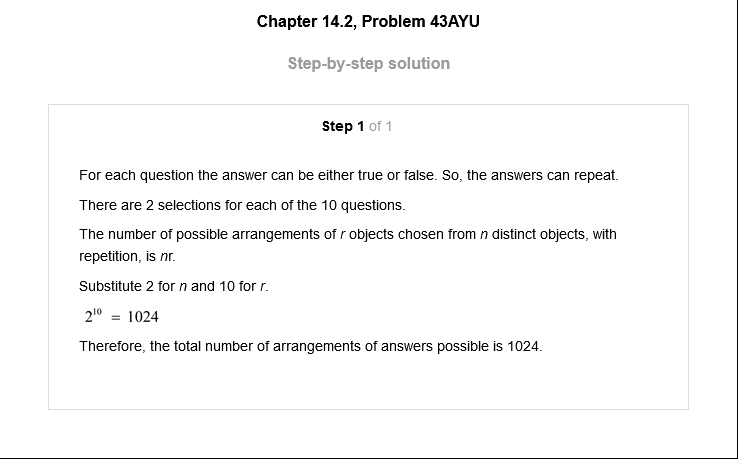 Chapter 14.2, Problem 43AYU
Step-by-step solution
Step 1 of 1
For each question the answer can be either true or false. So, the answers can repeat.
There are 2 selections for each of the 10 questions.
The number of possible arrangements of r objects chosen from n distinct objects, with
repetition, is nr.
Substitute 2 for n and 10 for r.
2¹⁰ = 1024
Therefore, the total number of arrangements of answers possible is 1024.